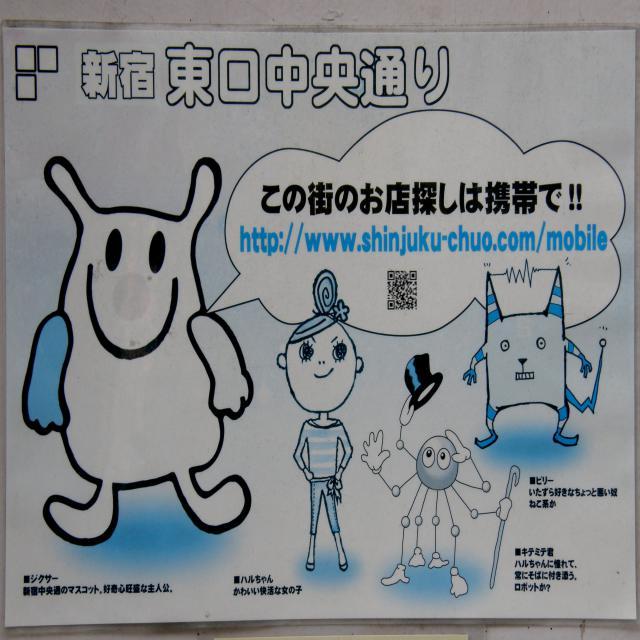 新宿 東口中央通り
この街のお店探しは携帯で!!
http://www.shinjuku-chuo.com/mobile
■ビリー
いたずら好きなちょっと悪い奴
ねこ系か
■キテミテ君
ハルちゃんに憧れて、
常にそばに付き添う。
ロボットか?
■ジクサー
新宿中央通のマスコット。好奇心旺盛な主人公。
■ハルちゃん
かわいい快活な女の子